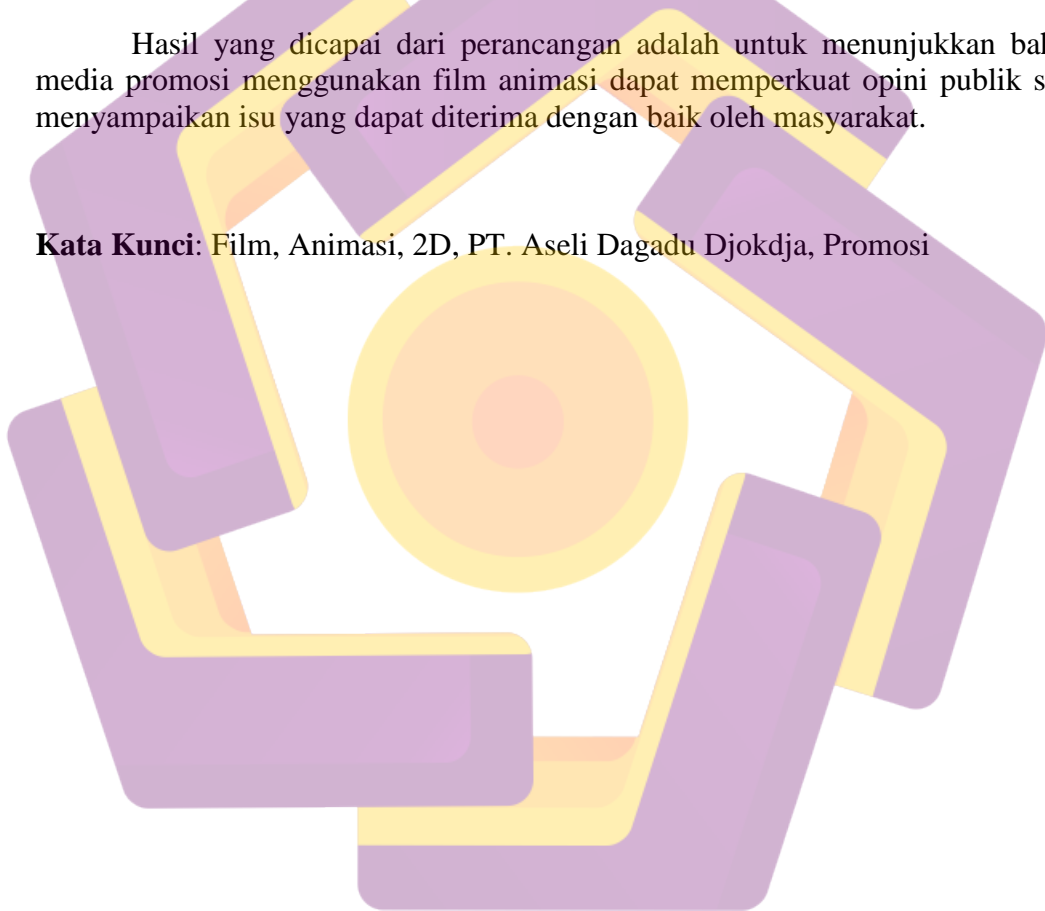 Hasil yang dicapai dari perancangan adalah untuk menunjukkan
media promosi menggunakan film animasi dapat memperkuat opini publik
menyampaikan isu yang dapat diterima dengan baik oleh masyarakat.
Kata Kunci: Film, Animasi, 2D, PT. Aseli Dagadu Djokdja, Promosi